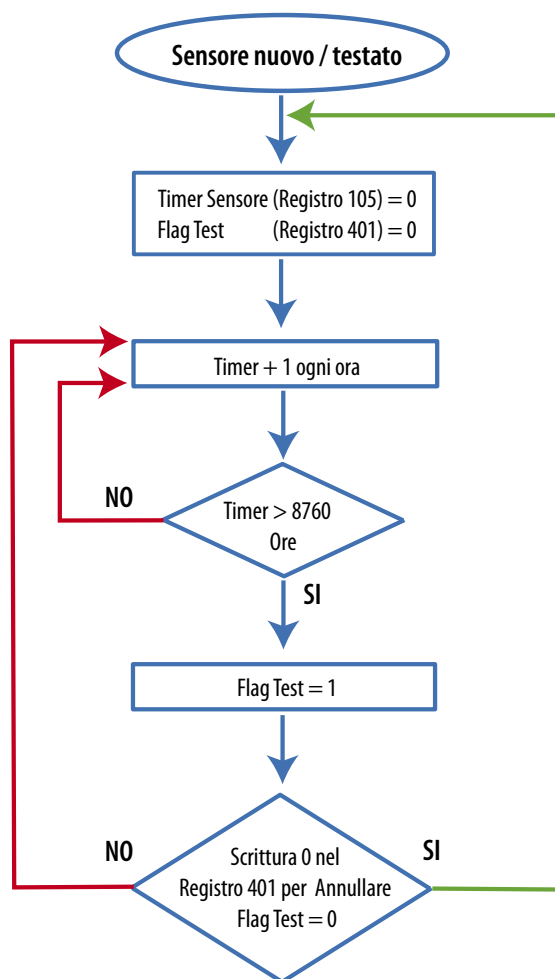 Sensore nuovo / testato
Timer Sensore (Registro 105) = 0
Flag Test (Registro 401) = 0
Timer + 1 ogni ora
NO
Timer > 8760
Ore
SI
Flag Test = 1
NO
SI
Scrittura 0 nel
Registro 401 per Annullare
Flag Test = 0